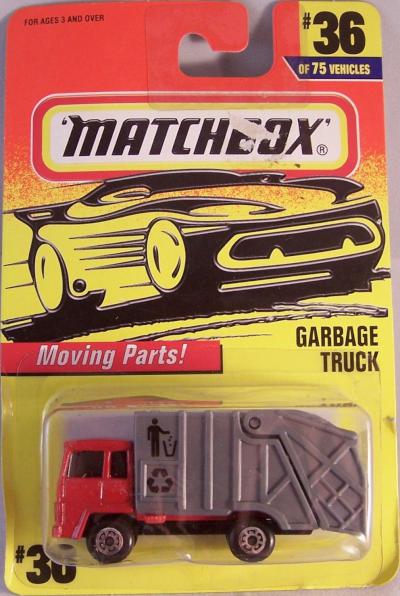 FOR AGES 3 AND OVER
#36
OF 75 VEHICLES
'MATCHBOX'®
Moving Parts!
GARBAGE
TRUCK
#36